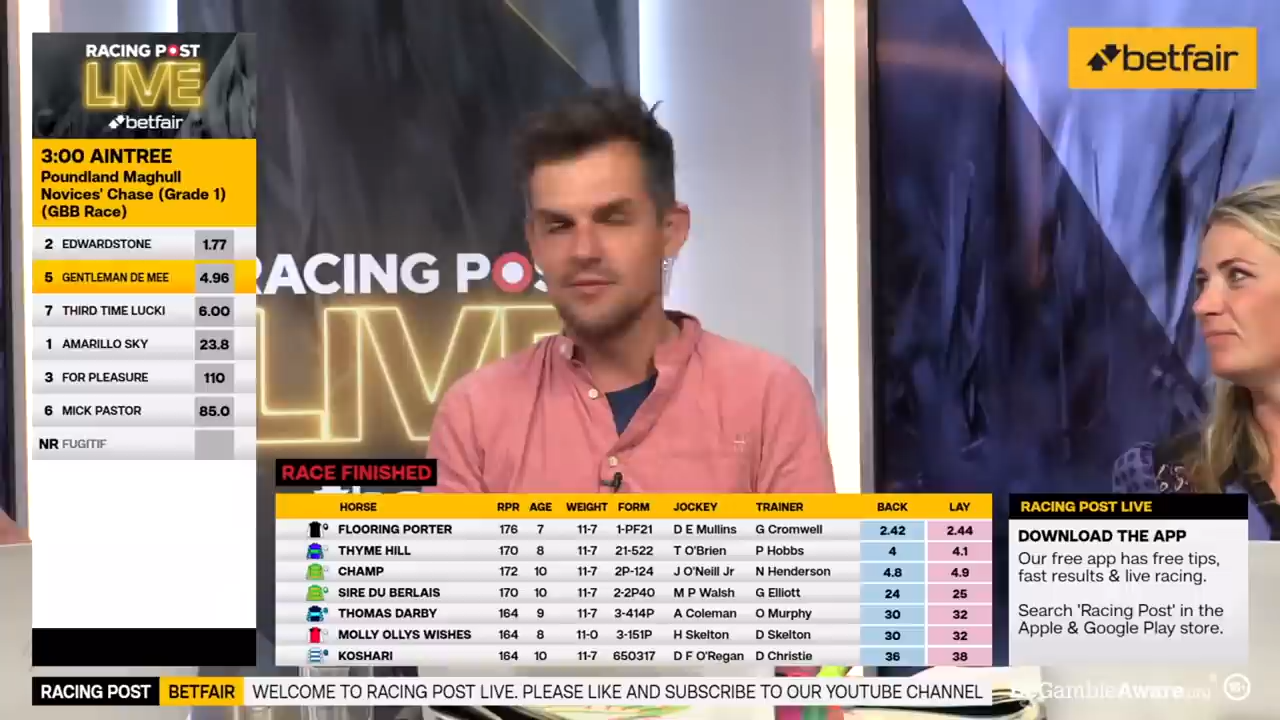 RACING POST
LIVE
betfair
betfair
3:00 AINTREE
Poundland Maghull
Novices' Chase (Grade 1)
(GBB Race)
2 EDWARDSTONE 1.77
5 GENTLEMAN DE MEE 4.96
7 THIRD TIME LUCKI 6.00
1 AMARILLO SKY 23.8
3 FOR PLEASURE 110
6 MICK PASTOR 85.0
NR FUGITIF
RACING POS
LIVE
RACE FINISHED
HORSE RPR AGE WEIGHT FORM JOCKEY TRAINER BACK LAY
FLOORING PORTER 176 7 11-7 1-PF21 D E Mullins G Cromwell 2.42 2.44
THYME HILL 170 8 11-7 21-522 T O'Brien P Hobbs 4 4.1
CHAMP 172 10 11-7 2P-124 J O'Neill Jr N Henderson 4.8 4.9
SIRE DU BERLAIS 170 10 11-7 2-2P40 M P Walsh G Elliott 24 25
THOMAS DARBY 164 9 11-7 3-414P A Coleman O Murphy 30 32
MOLLY OLLYS WISHES 164 8 11-0 3-151P H Skelton D Skelton 30 32
KOSHARI 164 10 11-7 650317 D F O'Regan D Christie 36 38
RACING POST LIVE
DOWNLOAD THE APP
Our free app has free tips,
fast results & live racing.
Search 'Racing Post' in the
Apple & Google Play store.
RACING POST BETFAIR WELCOME TO RACING POST LIVE. PLEASE LIKE AND SUBSCRIBE TO OUR YOUTUBE CHANNEL
BeGambleAware.org 18+